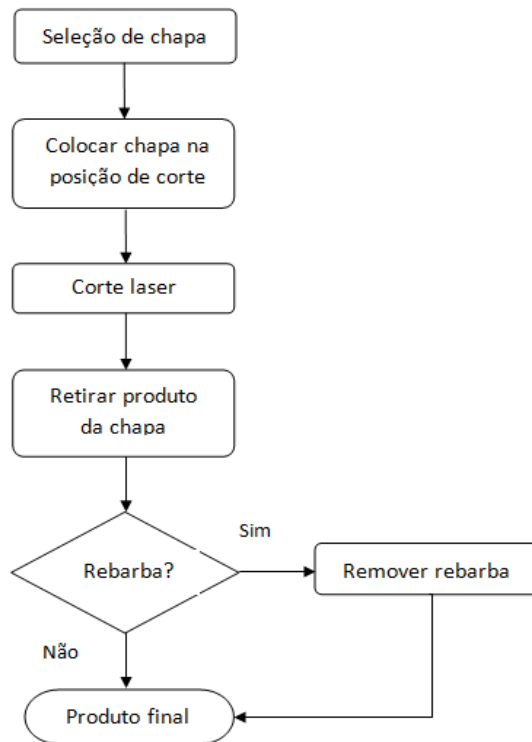 Seleção de chapa
Colocar chapa na
posição de corte
Corte laser
Retirar produto
da chapa
Sim
Rebarba?
Remover rebarba
Não
Produto final